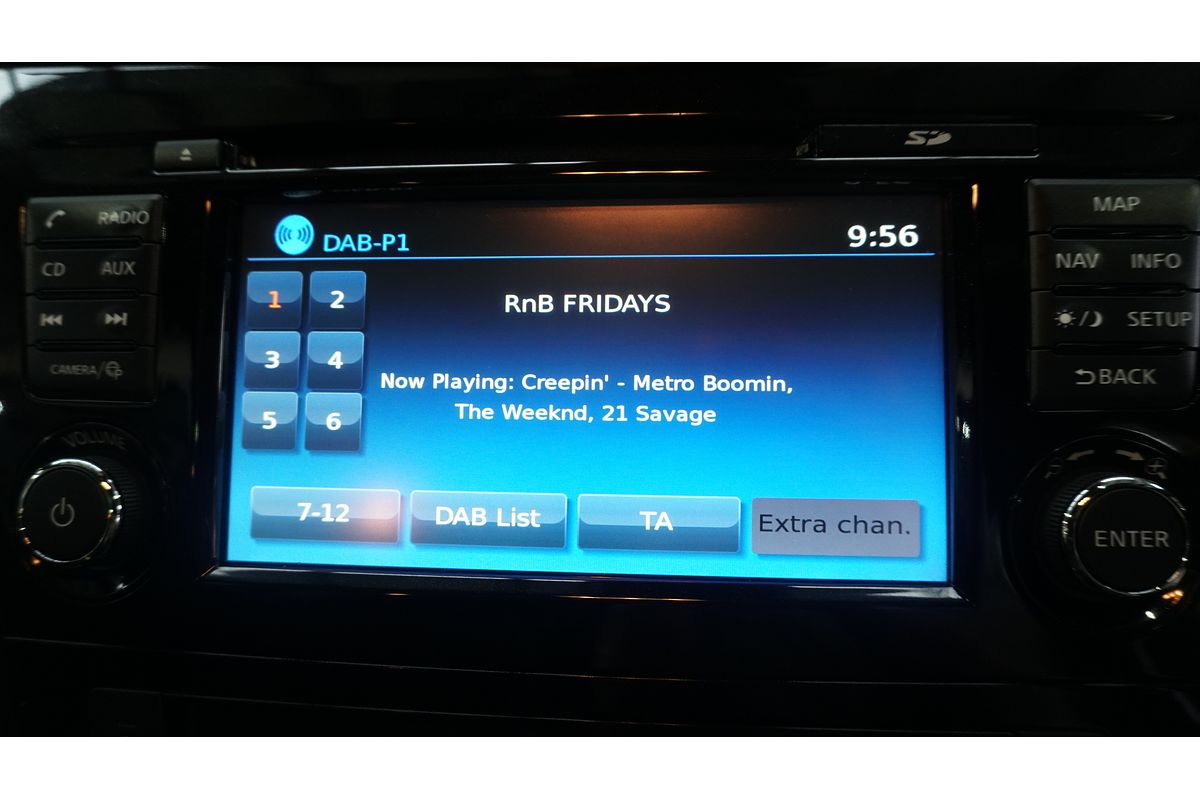 SD
RADIO
CD AUX
CAMERA/
VOLUME
DAB-P1
9:56
1 2
3 4
5 6
RnB FRIDAYS
Now Playing: Creepin' - Metro Boomin,
The Weeknd, 21 Savage
7-12 DAB List TA Extra chan.
MAP
NAV INFO
SETUP
BACK
ENTER